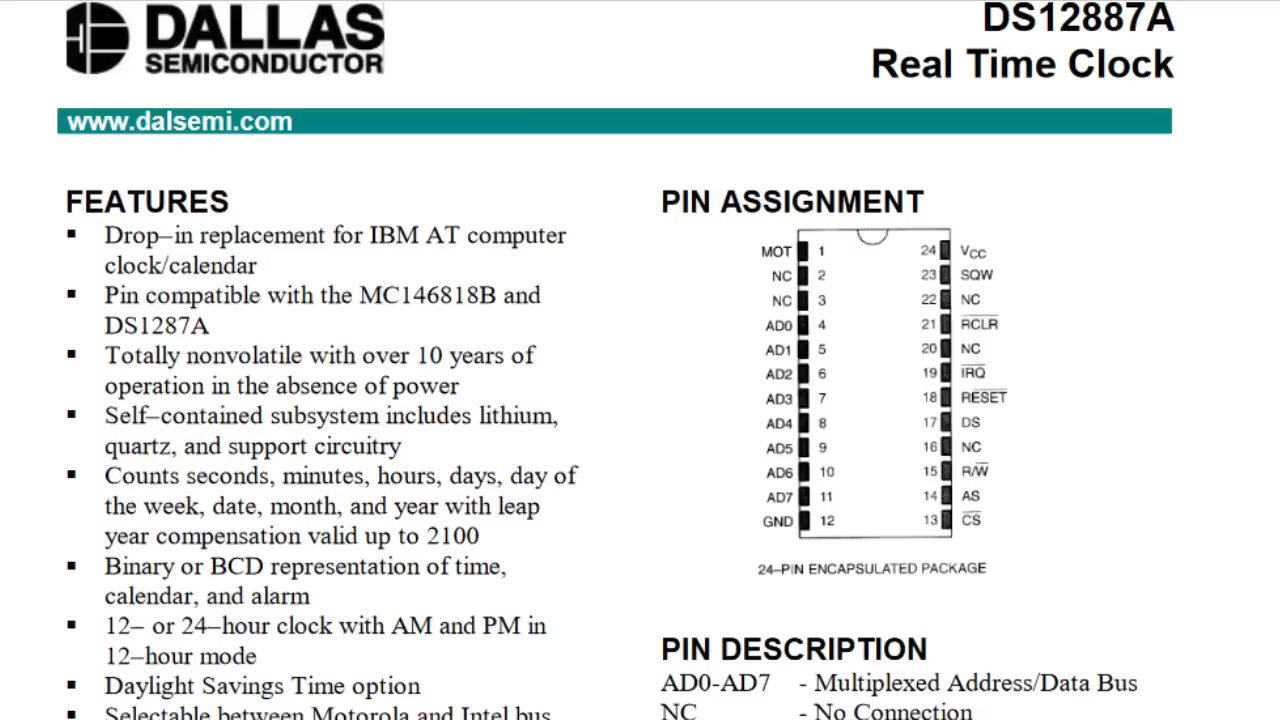 DALLAS
SEMICONDUCTOR
DS12887A
Real Time Clock
www.dalsemi.com
FEATURES
▪ Drop–in replacement for IBM AT computer
clock/calendar
▪ Pin compatible with the MC146818B and
DS1287A
▪ Totally nonvolatile with over 10 years of
operation in the absence of power
▪ Self–contained subsystem includes lithium,
quartz, and support circuitry
▪ Counts seconds, minutes, hours, days, day of
the week, date, month, and year with leap
year compensation valid up to 2100
▪ Binary or BCD representation of time,
calendar, and alarm
▪ 12– or 24–hour clock with AM and PM in
12–hour mode
▪ Daylight Savings Time option
▪ Selectable between Motorola and Intel bus
PIN ASSIGNMENT
MOT 1 24 VCC
NC 2 23 SQW
NC 3 22 NC
AD0 4 21 RCLR
AD1 5 20 NC
AD2 6 19 IRQ
AD3 7 18 RESET
AD4 8 17 DS
AD5 9 16 NC
AD6 10 15 R/W
AD7 11 14 AS
GND 12 13 CS
24–PIN ENCAPSULATED PACKAGE
PIN DESCRIPTION
AD0-AD7 - Multiplexed Address/Data Bus
NC - No Connection